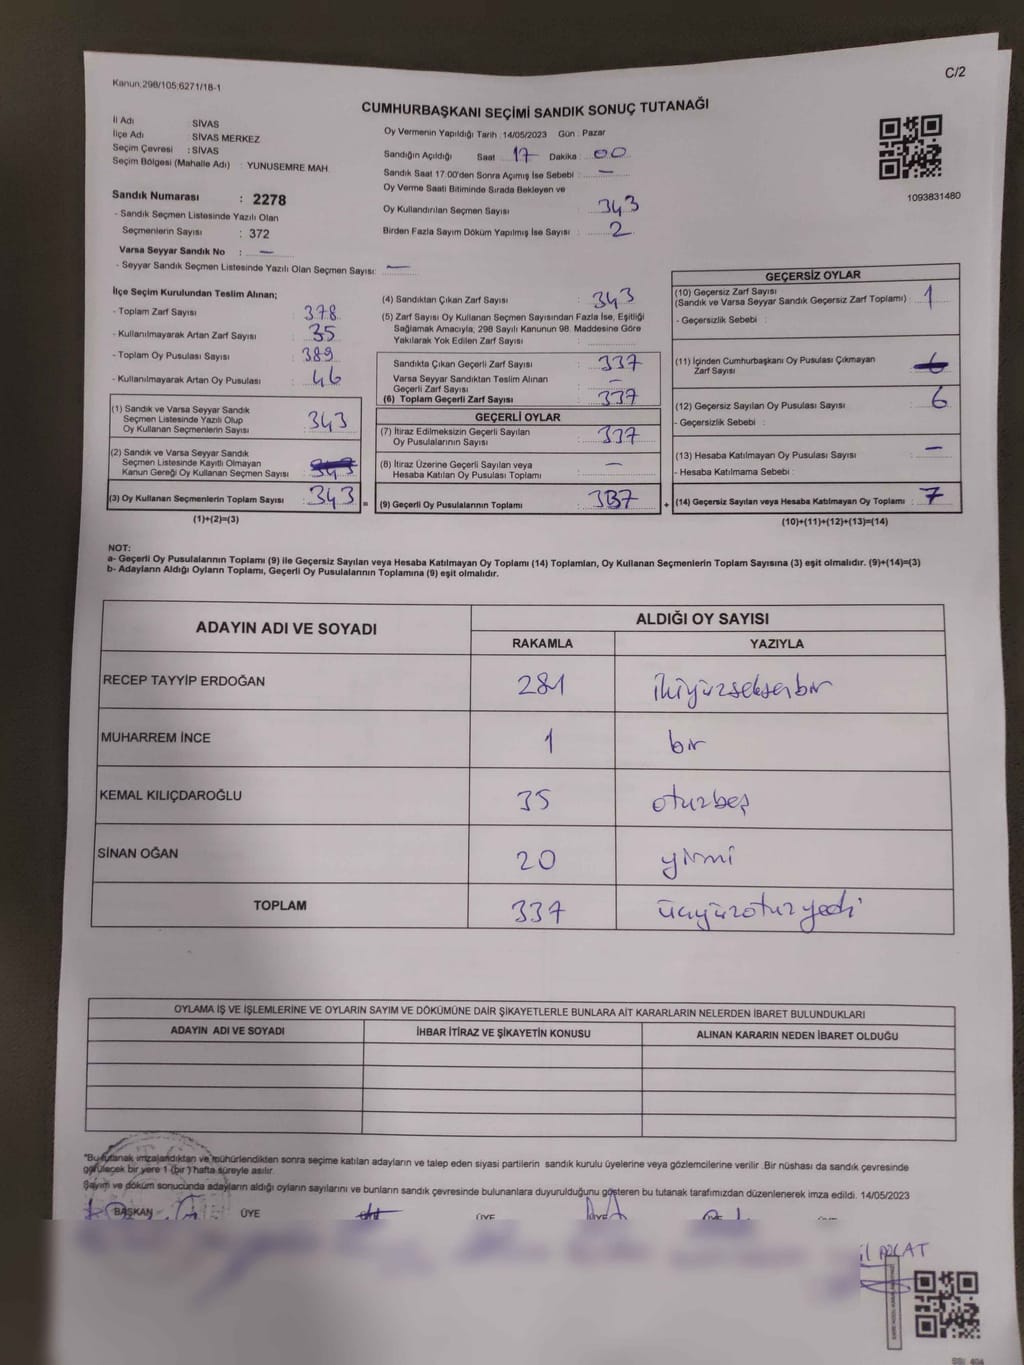 Kanun:298/105;6271/18-1
C/2
CUMHURBAŞKANI SEÇİMİ SANDIK SONUÇ TUTANAĞI
İl Adı : SİVAS
İlçe Adı : SİVAS MERKEZ
Seçim Çevresi : SİVAS
Seçim Bölgesi (Mahalle Adı) : YUNUSEMRE MAH.
Sandık Numarası : 2278
- Sandık Seçmen Listesinde Yazılı Olan
Seçmenlerin Sayısı : 372
Varsa Seyyar Sandık No : —
- Seyyar Sandık Seçmen Listesinde Yazılı Olan Seçmen Sayısı: —
Oy Vermenin Yapıldığı Tarih : 14/05/2023 Gün : Pazar
Sandığın Açıldığı Saat 17 Dakika : 00
Sandık Saat 17:00'den Sonra Açımış İse Sebebi : —
Oy Verme Saati Bitiminde Sırada Bekleyen ve
Oy Kullandırılan Seçmen Sayısı : 343
Birden Fazla Sayım Döküm Yapılmış İse Sayısı : 2
1093831480
İlçe Seçim Kurulundan Teslim Alınan;
- Toplam Zarf Sayısı : 378
- Kullanılmayarak Artan Zarf Sayısı : 35
- Toplam Oy Pusulası Sayısı : 389
- Kullanılmayarak Artan Oy Pusulası : 46
(1) Sandık ve Varsa Seyyar Sandık
Seçmen Listesinde Yazılı Olup
Oy Kullanan Seçmenlerin Sayısı : 343
(2) Sandık ve Varsa Seyyar Sandık
Seçmen Listesinde Kayıtlı Olmayan
Kanun Gereği Oy Kullanan Seçmen Sayısı : 343
(3) Oy Kullanan Seçmenlerin Toplam Sayısı : 343 =
(1)+(2)=(3)
(4) Sandıktan Çıkan Zarf Sayısı : 343
(5) Zarf Sayısı Oy Kullanan Seçmen Sayısından Fazla İse, Eşitliği
Sağlamak Amacıyla, 298 Sayılı Kanunun 98. Maddesine Göre
Yakılarak Yok Edilen Zarf Sayısı :
Sandıkta Çıkan Geçerli Zarf Sayısı : 337
Varsa Seyyar Sandıktan Teslim Alınan
Geçerli Zarf Sayısı : —
(6) Toplam Geçerli Zarf Sayısı : 337
GEÇERLİ OYLAR
(7) İtiraz Edilmeksizin Geçerli Sayılan
Oy Pusulalarının Sayısı : 337
(8) İtiraz Üzerine Geçerli Sayılan veya
Hesaba Katılan Oy Pusulası Toplamı : —
(9) Geçerli Oy Pusulalarının Toplamı : 337 +
GEÇERSİZ OYLAR
(10) Geçersiz Zarf Sayısı
(Sandık ve Varsa Seyyar Sandık Geçersiz Zarf Toplamı) : 1
- Geçersizlik Sebebi :
(11) İçinden Cumhurbaşkanı Oy Pusulası Çıkmayan : 6
Zarf Sayısı
(12) Geçersiz Sayılan Oy Pusulası Sayısı : 6
- Geçersizlik Sebebi :
(13) Hesaba Katılmayan Oy Pusulası Sayısı : —
- Hesaba Katılmama Sebebi :
(14) Geçersiz Sayılan veya Hesaba Katılmayan Oy Toplamı : 7
(10)+(11)+(12)+(13)=(14)
NOT:
a- Geçerli Oy Pusulalarının Toplamı (9) ile Geçersiz Sayılan veya Hesaba Katılmayan Oy Toplamı (14) Toplamları, Oy Kullanan Seçmenlerin Toplam Sayısına (3) eşit olmalıdır. (9)+(14)=(3)
b- Adayların Aldığı Oyların Toplamı, Geçerli Oy Pusulalarının Toplamına (9) eşit olmalıdır.
ADAYIN ADI VE SOYADI
ALDIĞI OY SAYISI
RAKAMLA YAZIYLA
RECEP TAYYİP ERDOĞAN 281 ikiyüzseksenbir
MUHARREM İNCE 1 bir
KEMAL KILIÇDAROĞLU 35 oturbeş
SİNAN OĞAN 20 yirmi
TOPLAM 337 üçyüzoturyedi
OYLAMA İŞ VE İŞLEMLERİNE VE OYLARIN SAYIM VE DÖKÜMÜNE DAİR ŞİKAYETLERLE BUNLARA AİT KARARLARIN NELERDEN İBARET BULUNDUKLARI
ADAYIN ADI VE SOYADI İHBAR İTİRAZ VE ŞİKAYETİN KONUSU ALINAN KARARIN NEDEN İBARET OLDUĞU
"Bu tutanak imzalandıktan ve mühürlendikten sonra seçime katılan adayların ve talep eden siyasi partilerin sandık kurulu üyelerine veya gözlemcilerine verilir .Bir nüshası da sandık çevresinde
görülecek bir yere 1 (bir ) hafta süreyle asılır.
Sayım ve döküm sonucunda adayların aldığı oyların sayılarını ve bunların sandık çevresinde bulunanlara duyurulduğunu gösteren bu tutanak tarafımızdan düzenlenerek imza edildi. 14/05/2023
BAŞKAN ÜYE ÜYE ÜYE
POLAT